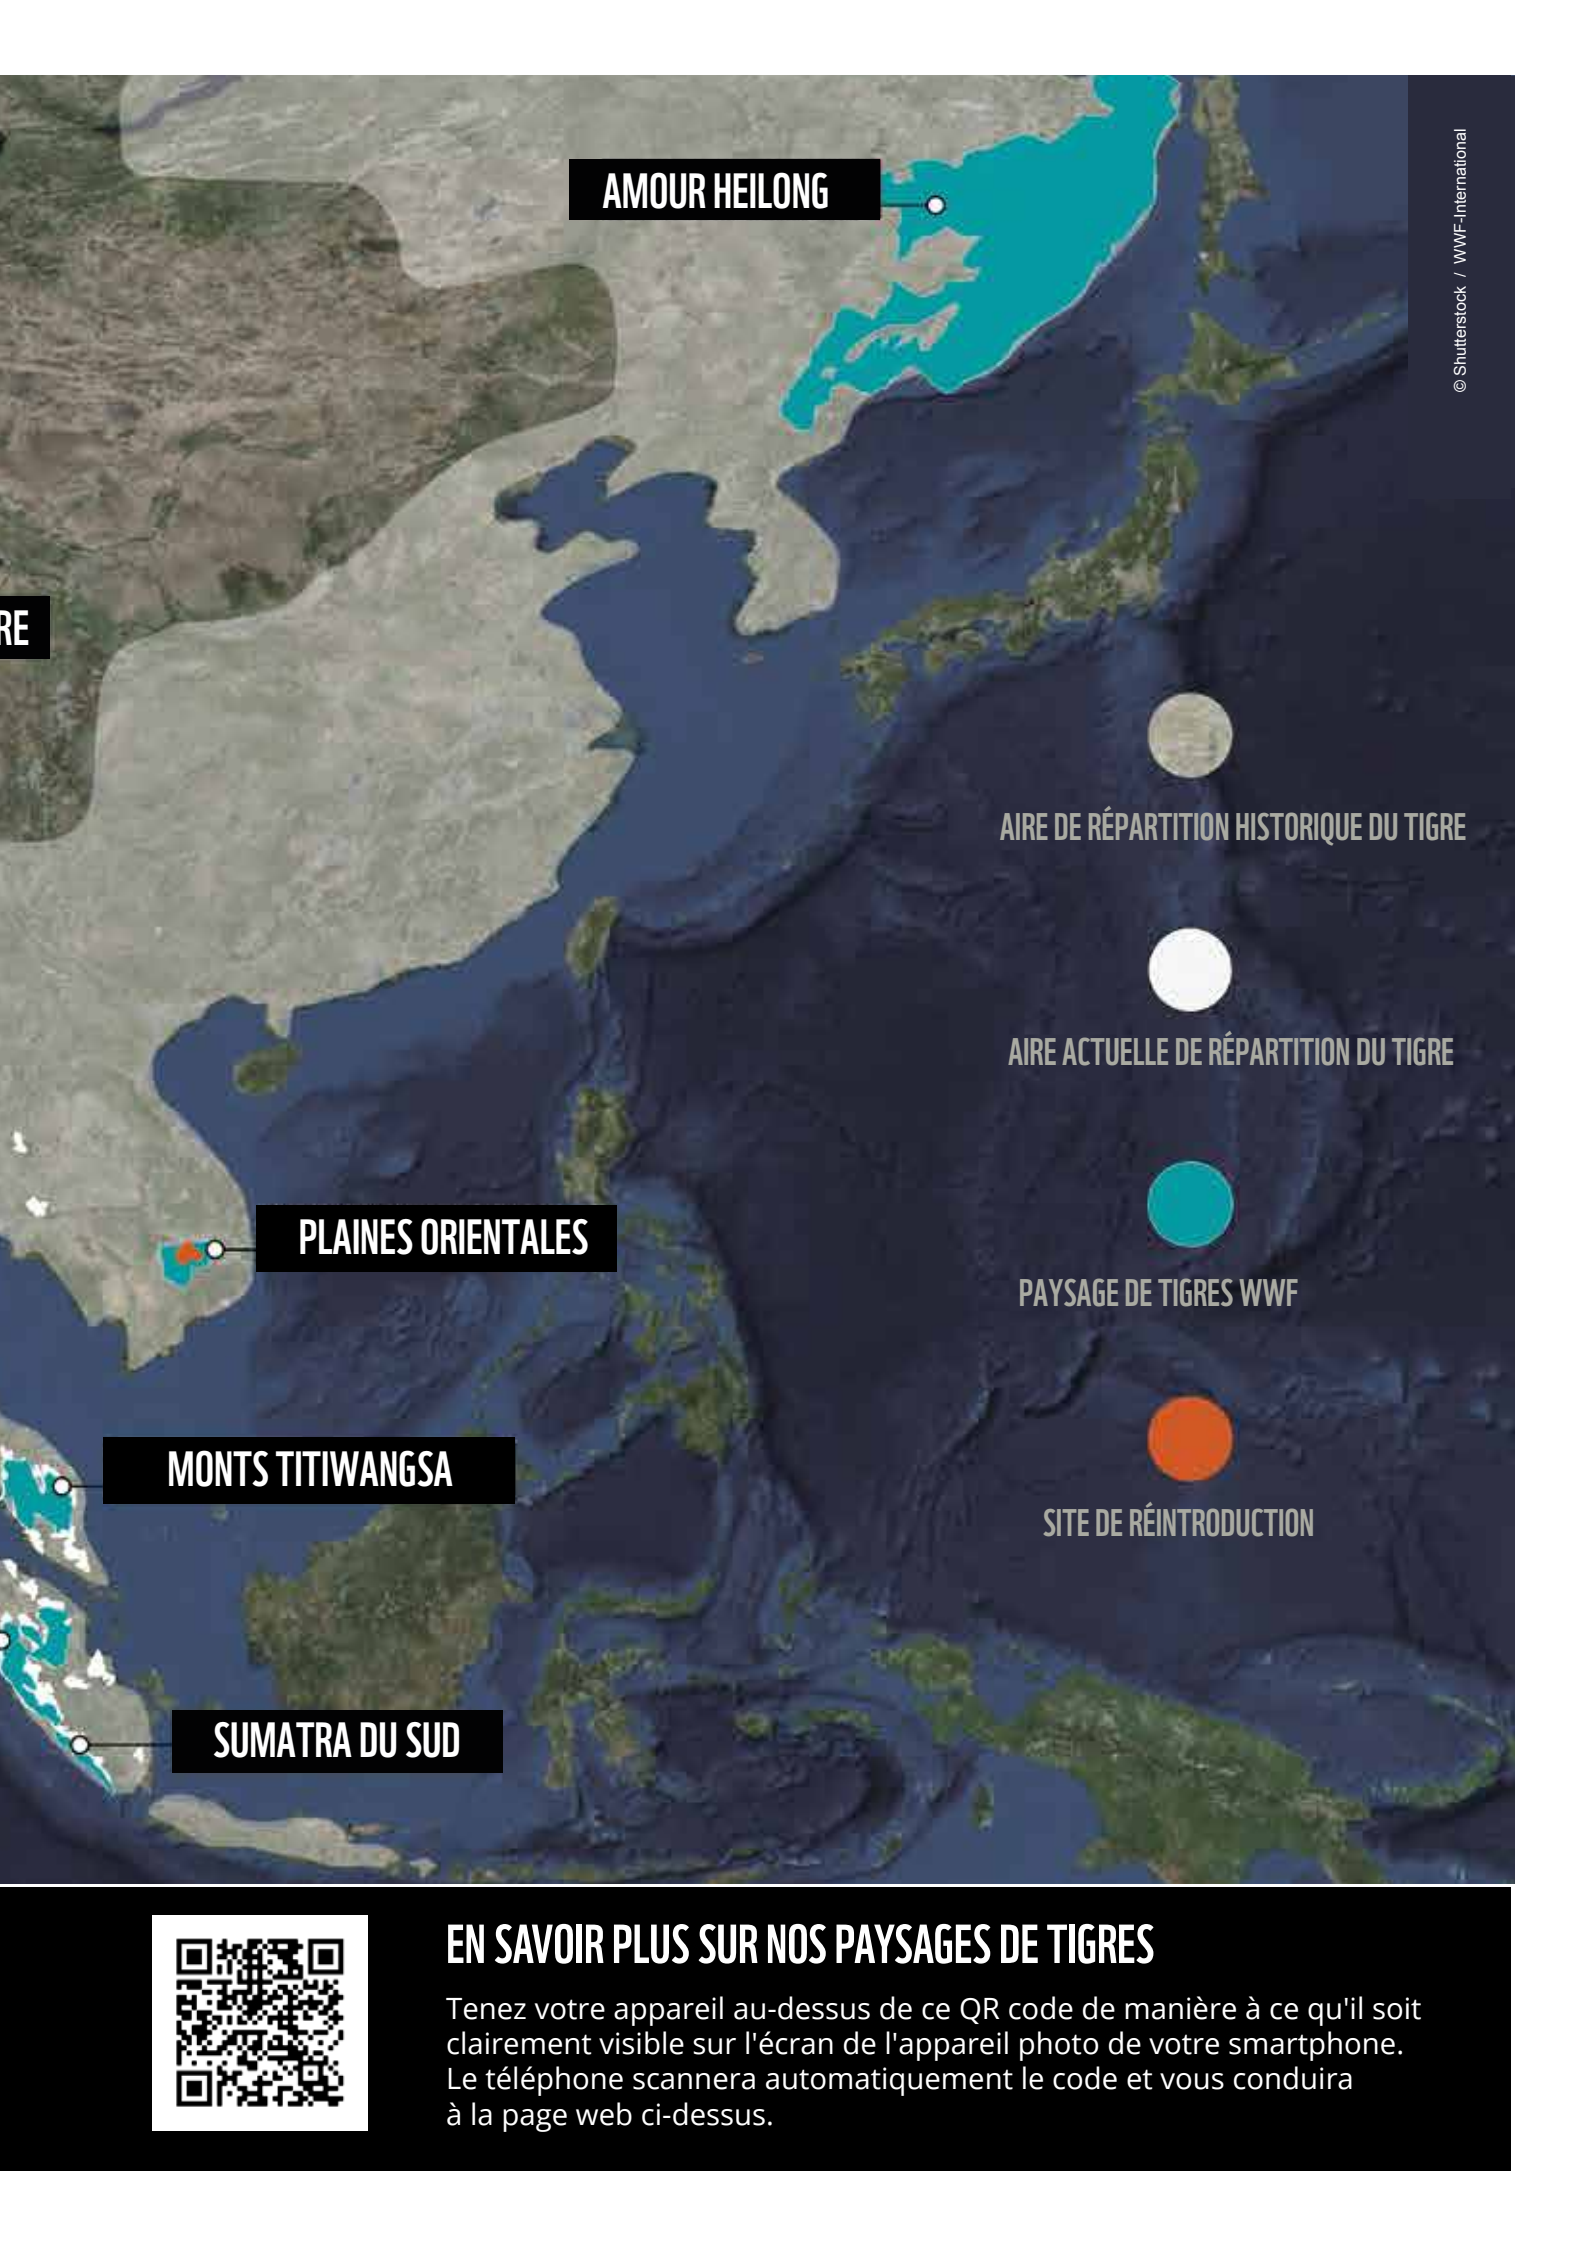 AMOUR HEILONG
© Shutterstock / WWF-International
RE
AIRE DE RÉPARTITION HISTORIQUE DU TIGRE
AIRE ACTUELLE DE RÉPARTITION DU TIGRE
PLAINES ORIENTALES
PAYSAGE DE TIGRES WWF
MONTS TITIWANGSA
SITE DE RÉINTRODUCTION
SUMATRA DU SUD
EN SAVOIR PLUS SUR NOS PAYSAGES DE TIGRES
Tenez votre appareil au-dessus de ce QR code de manière à ce qu'il soit
clairement visible sur l'écran de l'appareil photo de votre smartphone.
Le téléphone scannera automatiquement le code et vous conduira
à la page web ci-dessus.